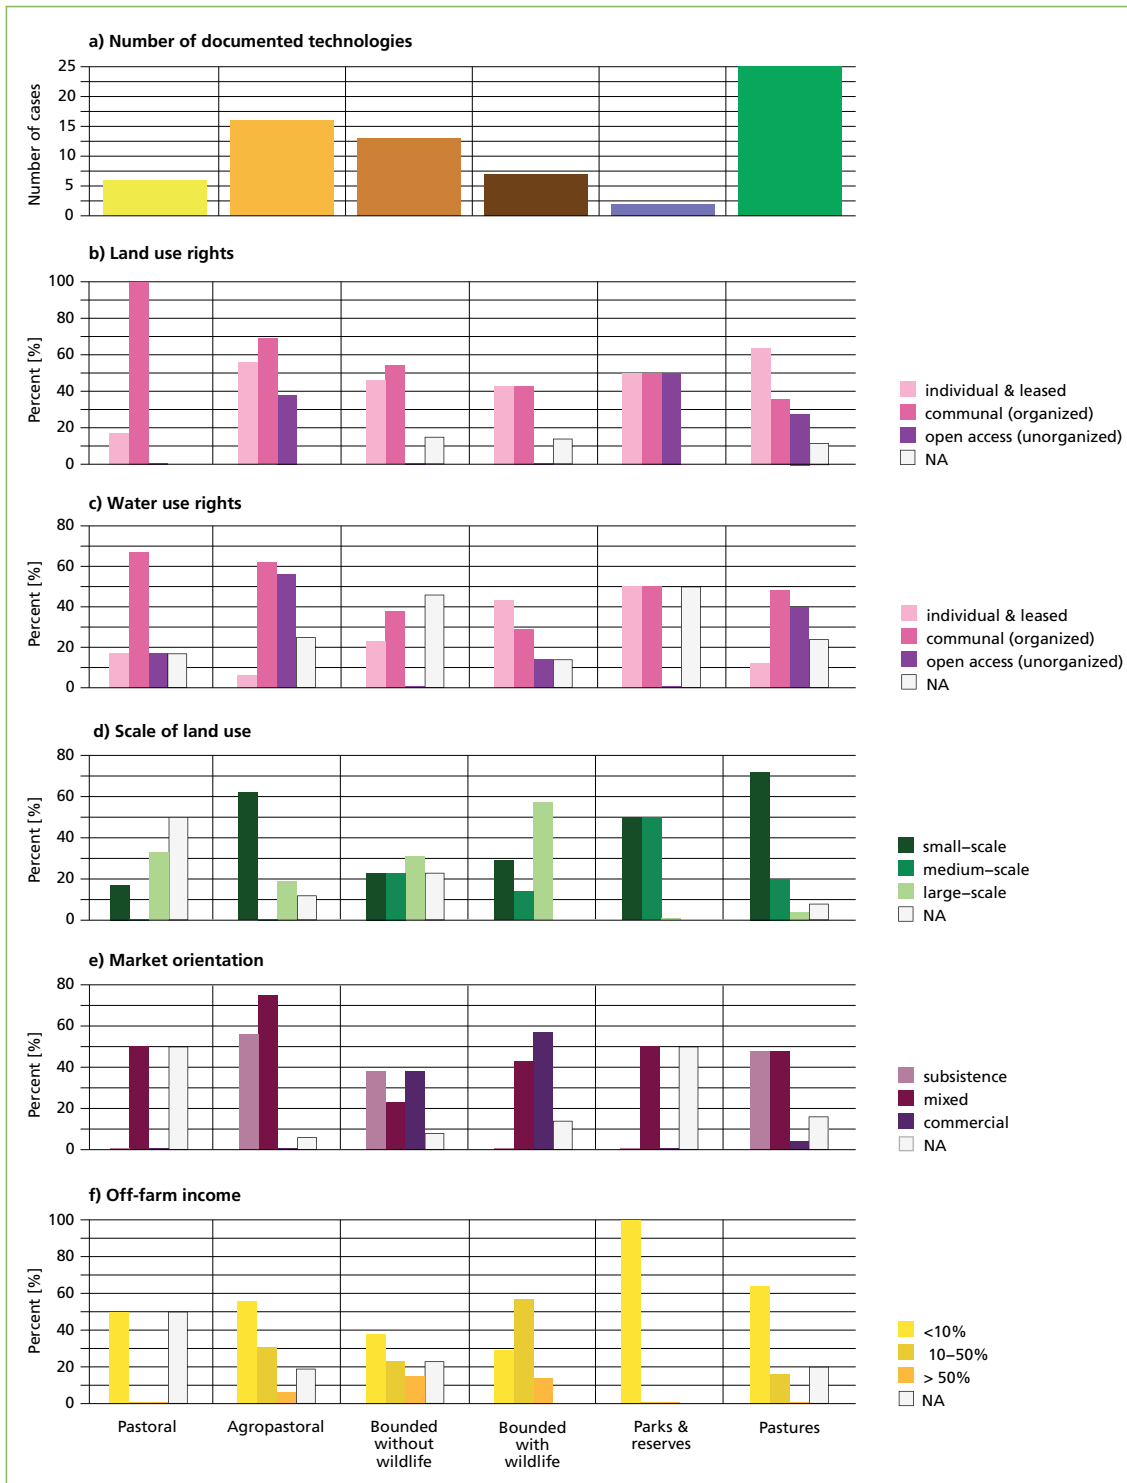 a) Number of documented technologies
Number of cases
25
20
15
10
5
0
b) Land use rights
Percent [%]
100
80
60
40
20
0
individual & leased
communal (organized)
open access (unorganized)
NA
c) Water use rights
Percent [%]
80
60
40
20
0
individual & leased
communal (organized)
open access (unorganized)
NA
d) Scale of land use
Percent [%]
80
60
40
20
0
small–scale
medium–scale
large–scale
NA
e) Market orientation
Percent [%]
80
60
40
20
0
subsistence
mixed
commercial
NA
f) Off-farm income
Percent [%]
100
80
60
40
20
0
<10%
10–50%
> 50%
NA
Pastoral
Agropastoral
Bounded
without
wildlife
Bounded
with
wildlife
Parks &
reserves
Pastures